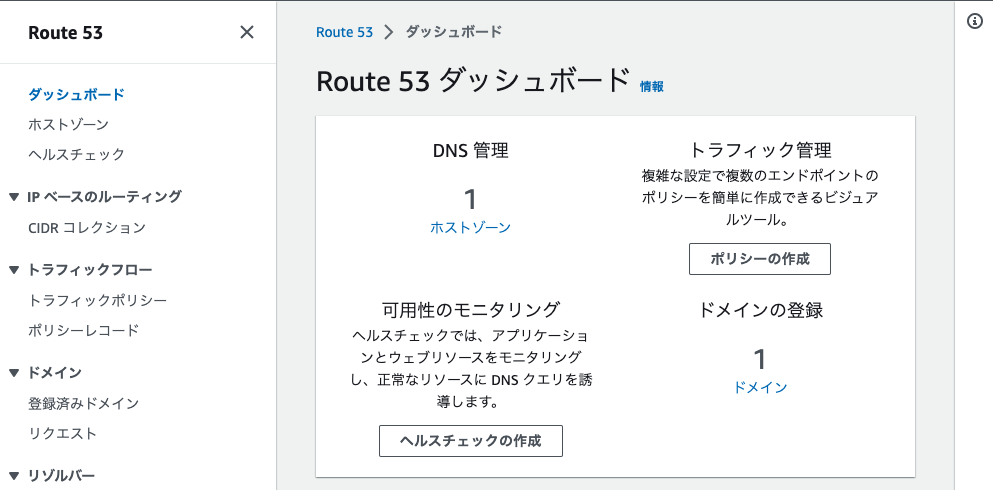 Route 53
ダッシュボード
ホストゾーン
ヘルスチェック
IP ベースのルーティング
CIDR コレクション
トラフィックフロー
トラフィックポリシー
ポリシーレコード
ドメイン
登録済みドメイン
リクエスト
リゾルバー
Route 53 ダッシュボード
Route 53 ダッシュボード 情報
DNS 管理
1
ホストゾーン
トラフィック管理
複雑な設定で複数のエンドポイントの
ポリシーを簡単に作成できるビジュア
ルツール。
ポリシーの作成
可用性のモニタリング
ヘルスチェックでは、アプリケーショ
ンとウェブリソースをモニタリング
し、正常なリソースに DNS クエリを誘
導します。
ヘルスチェックの作成
ドメインの登録
1
ドメイン